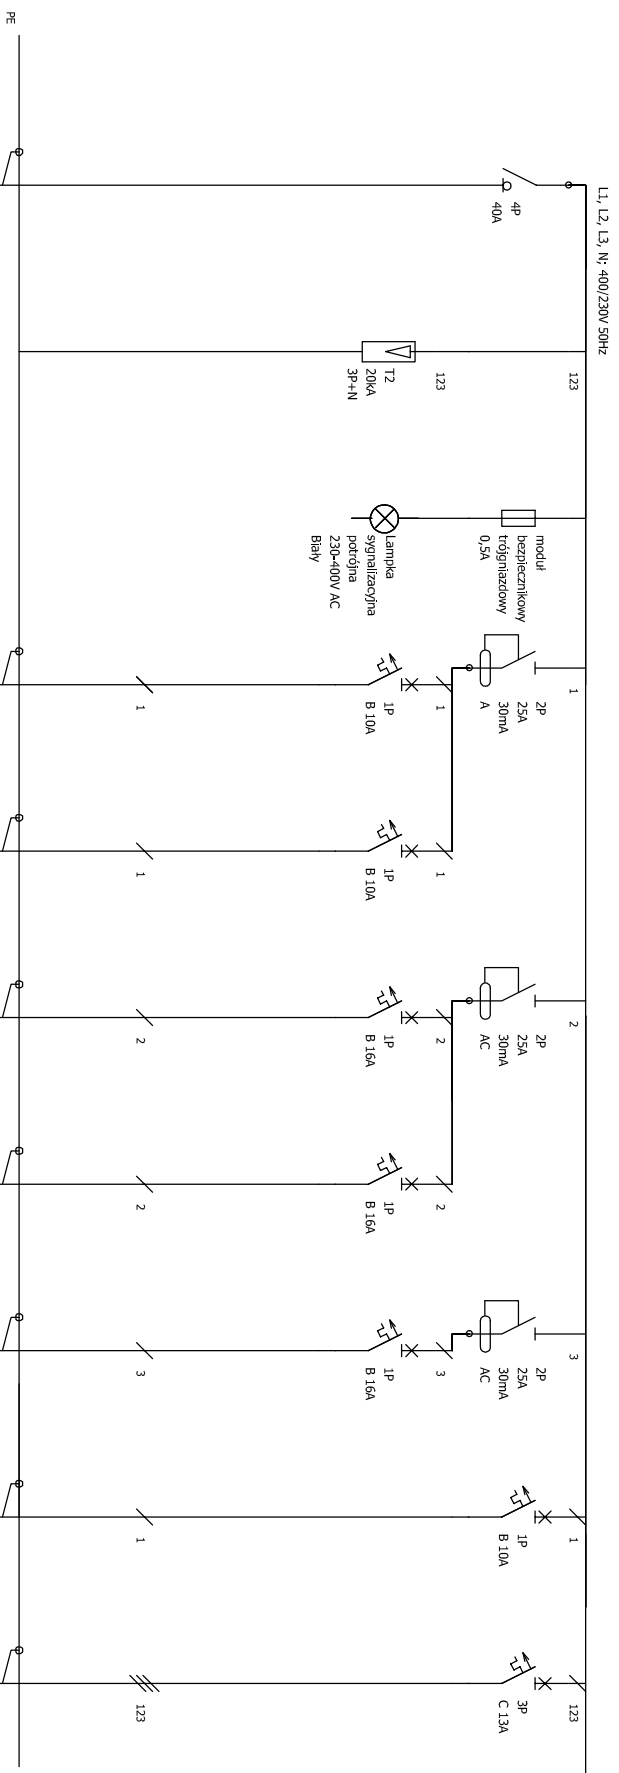 PE
L1, L2, L3, N; 400/230V 50Hz
4P
40A
123
123
T2
20kA
3P+N
moduł
bezpiecznikowy
trójgniazdowy
0,5A
Lampka
sygnalizacyjna
potrójna
230-400V AC
Biały
1
2P
25A
30mA
A
1
1P
B 10A
1
1
1P
B 10A
1
2
2P
25A
30mA
AC
2
1P
B 16A
2
2
1P
B 16A
2
3
2P
25A
30mA
AC
3
1P
B 16A
3
1
1P
B 10A
1
123
3P
C 13A
123